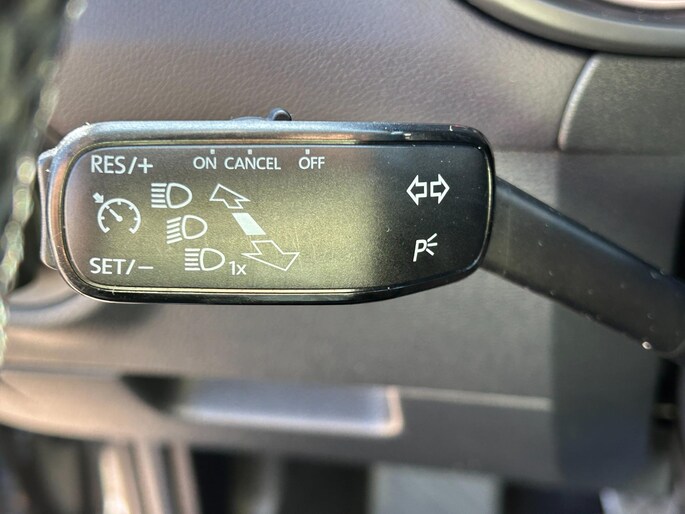 ON CANCEL OFF
RES/+
SET/−
1x
P